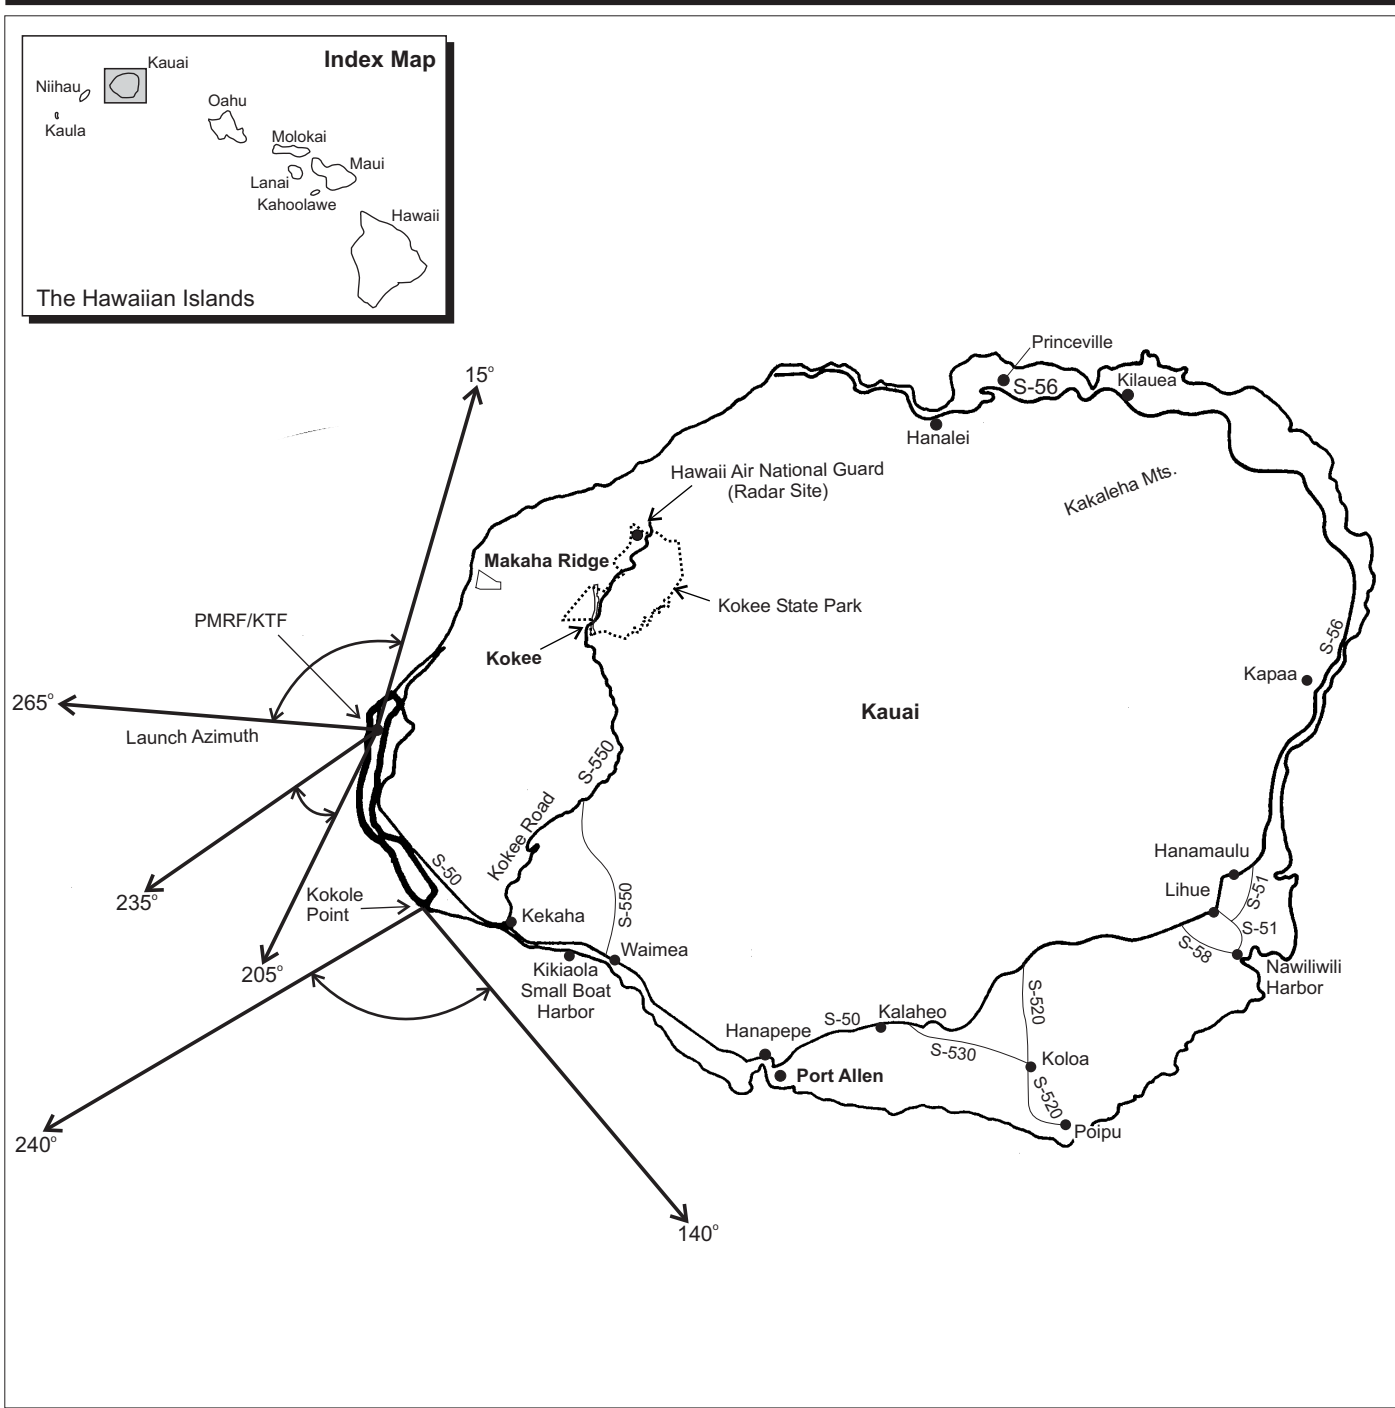 Index Map
Kauai
Niihau
Kaula
Oahu
Molokai
Maui
Lanai
Kahoolawe
Hawaii
The Hawaiian Islands
Princeville
S-56
Kilauea
15°
Hanalei
Hawaii Air National Guard
(Radar Site)
Kakaleha Mts.
Makaha Ridge
Kokee State Park
PMRF/KTF
S-56
Kokee
Kapaa
265°
Kauai
Launch Azimuth
S-550
Kokee Road
Hanamaulu
S-50
Lihue
S-51
Kokole
Point
235°
S-550
Kekaha
S-51
S-58
Waimea
205°
Kikiaola
Small Boat
Harbor
Nawiliwili
Harbor
S-520
Kalaheo
S-50
Hanapepe
S-530
Koloa
Port Allen
S-520
Poipu
240°
140°